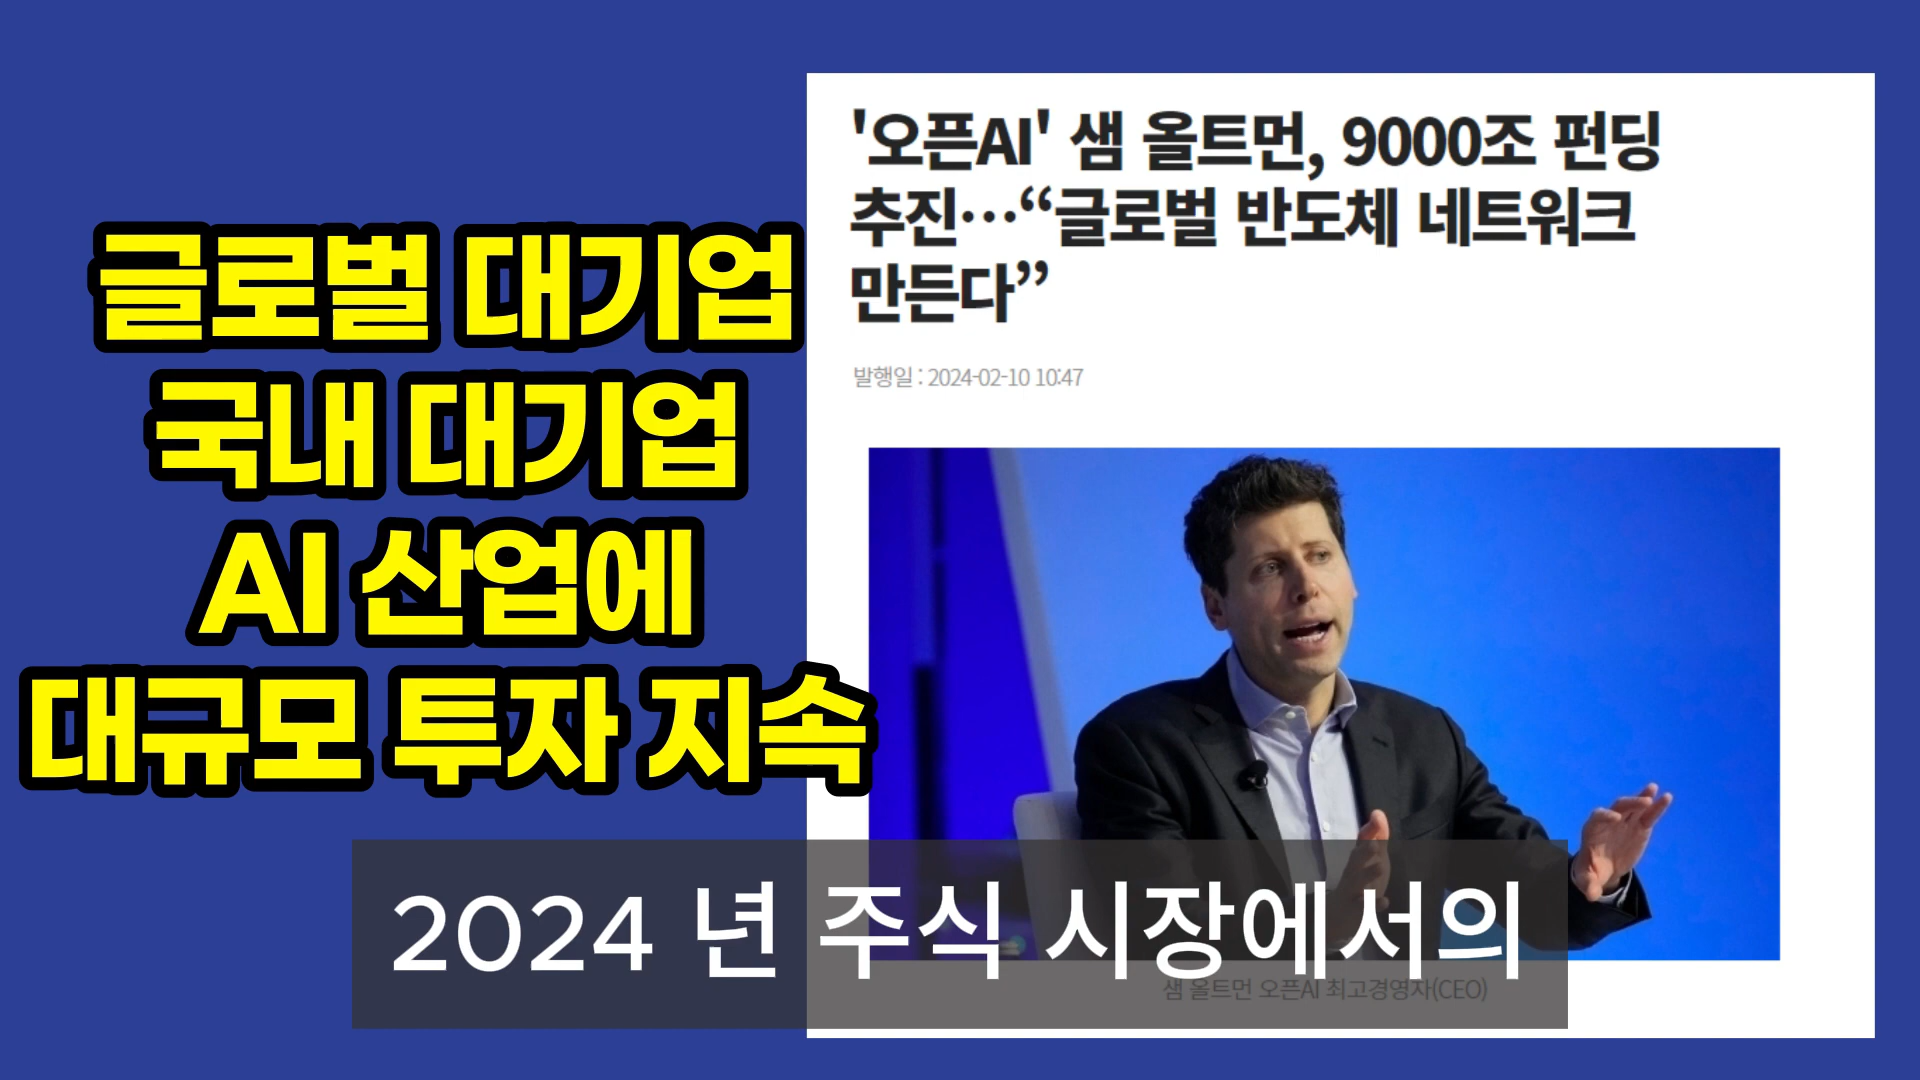 글로벌 대기업
국내 대기업
AI 산업에
대규모 투자 지속
'오픈AI' 샘 올트먼, 9000조 펀딩
추진…“글로벌 반도체 네트워크
만든다”
발행일 : 2024-02-10 10:47
샘 올트먼 오픈AI 최고경영자(CEO)
2024 년 주식 시장에서의